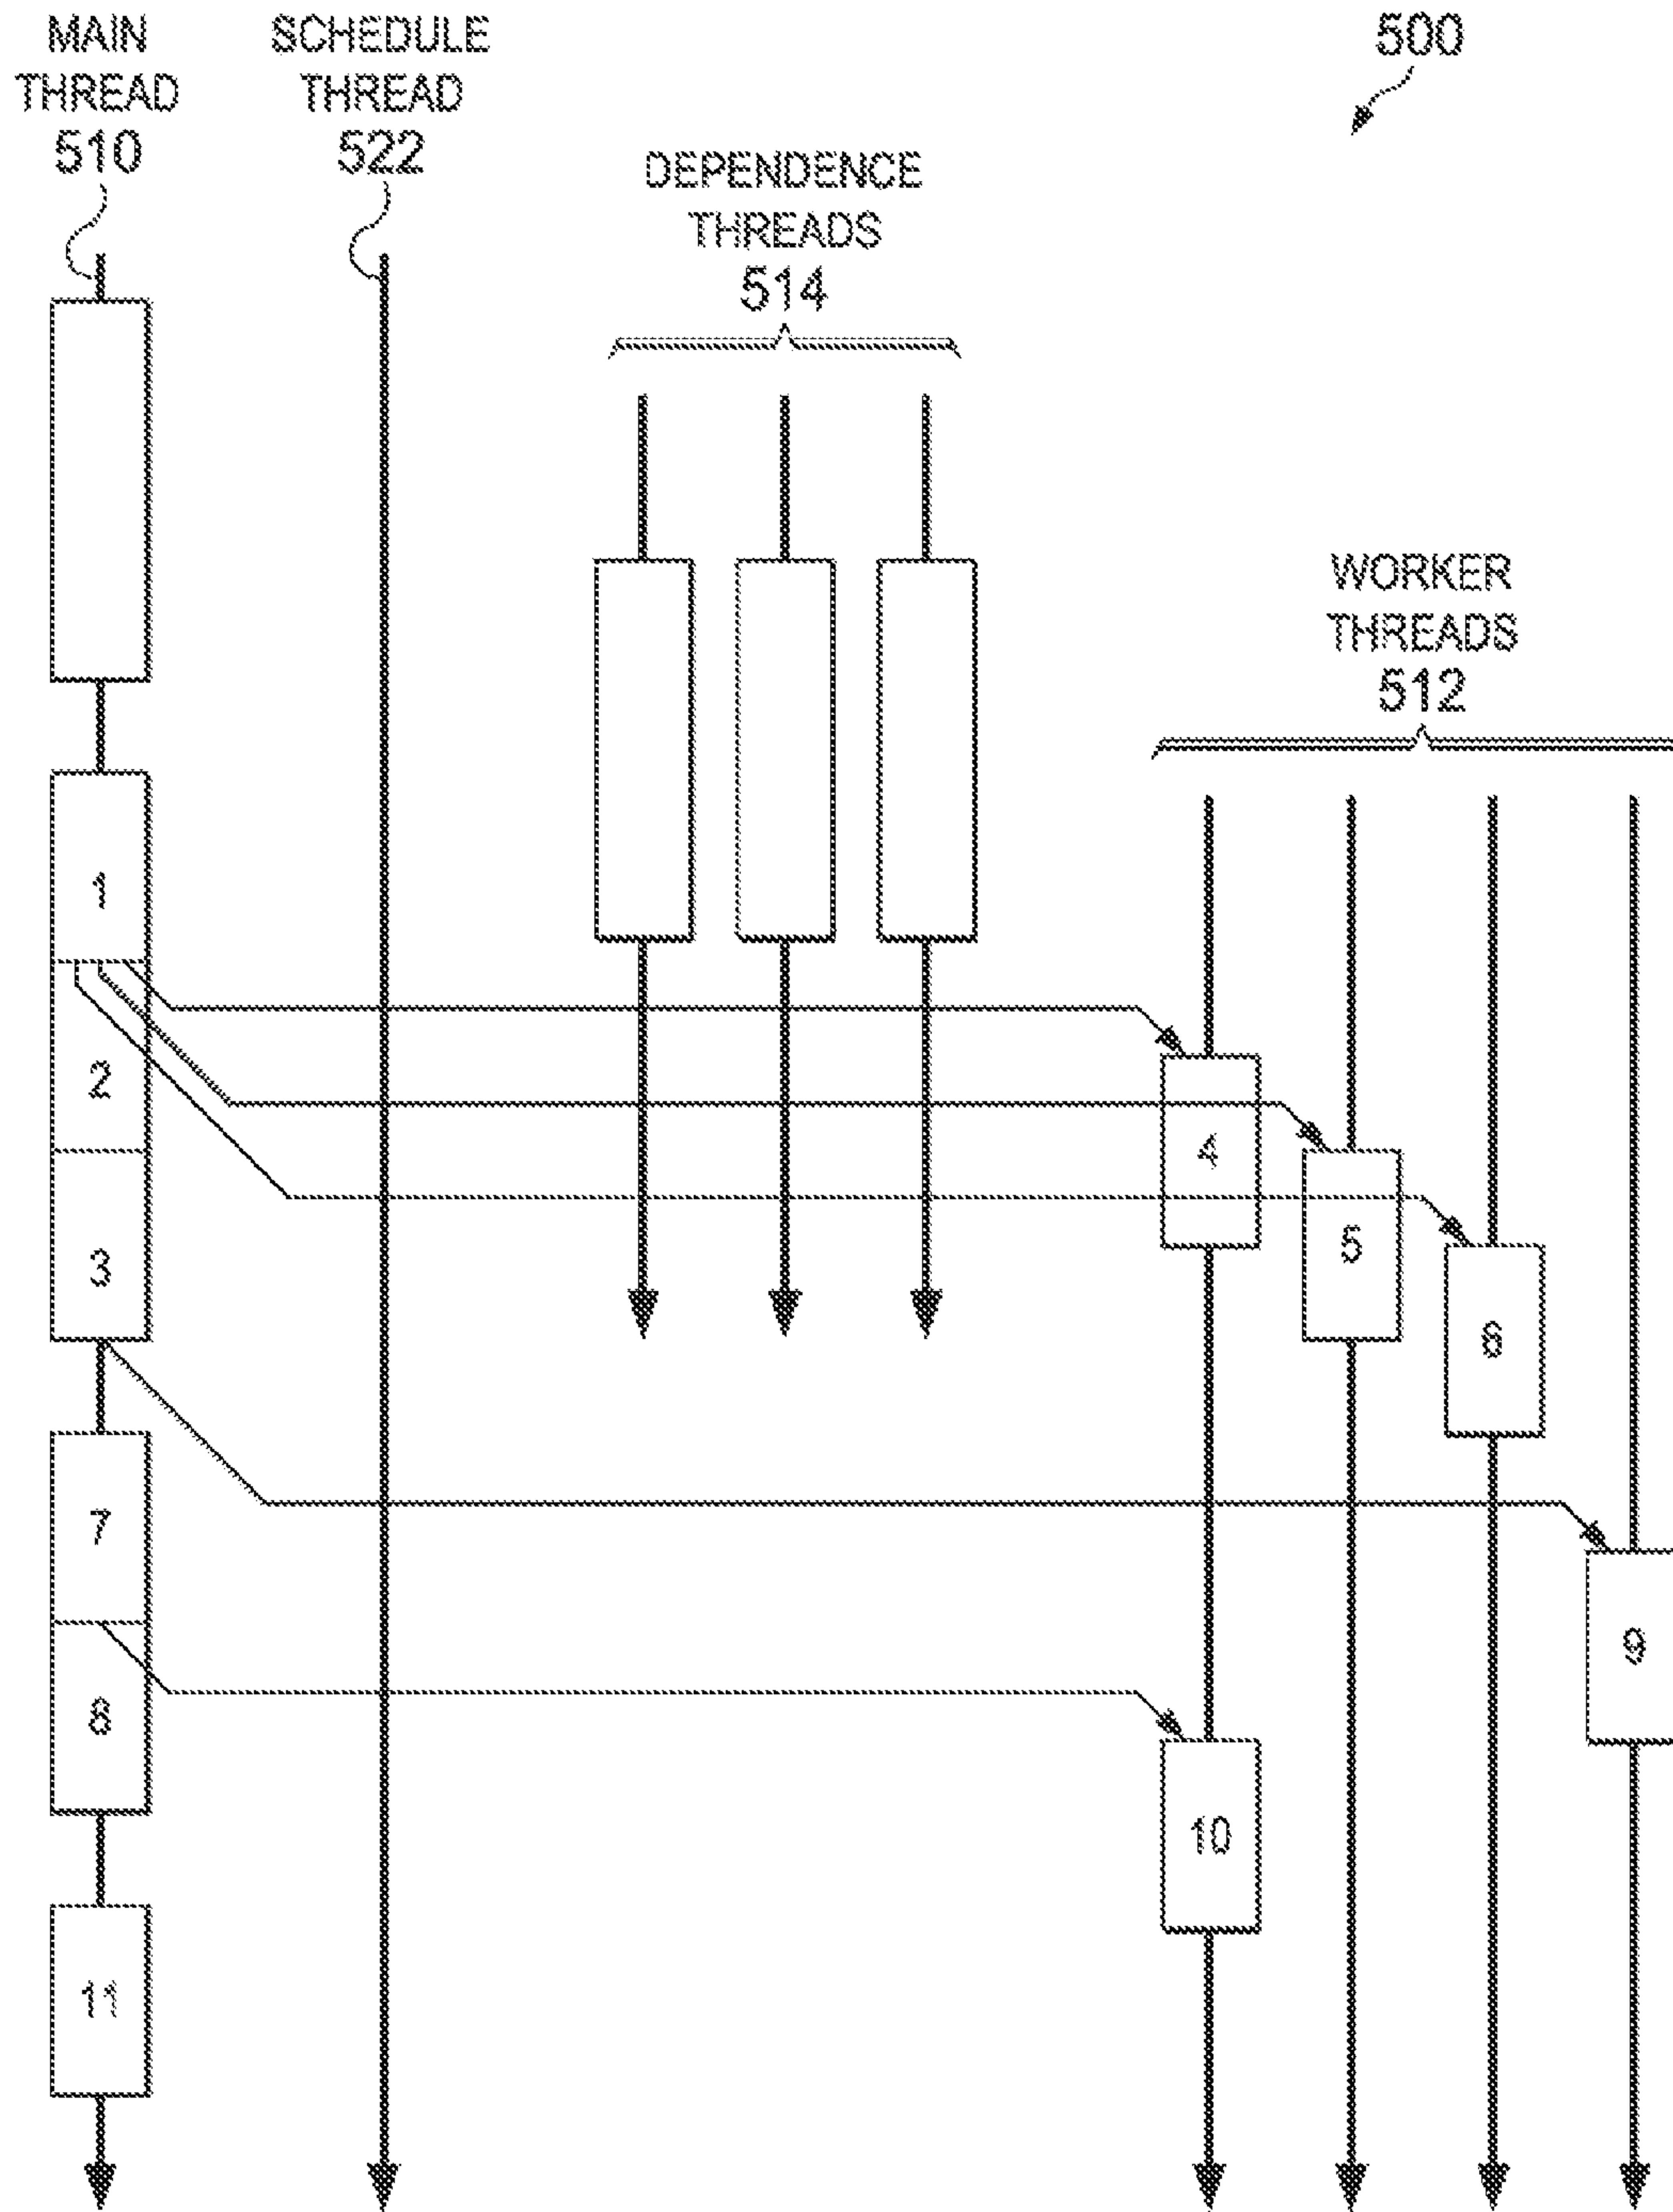 MAIN
THREAD
510
SCHEDULE
THREAD
522
500
DEPENDENCE
THREADS
514
WORKER
THREADS
512
1
2
3
4
5
6
7
8
9
10
11